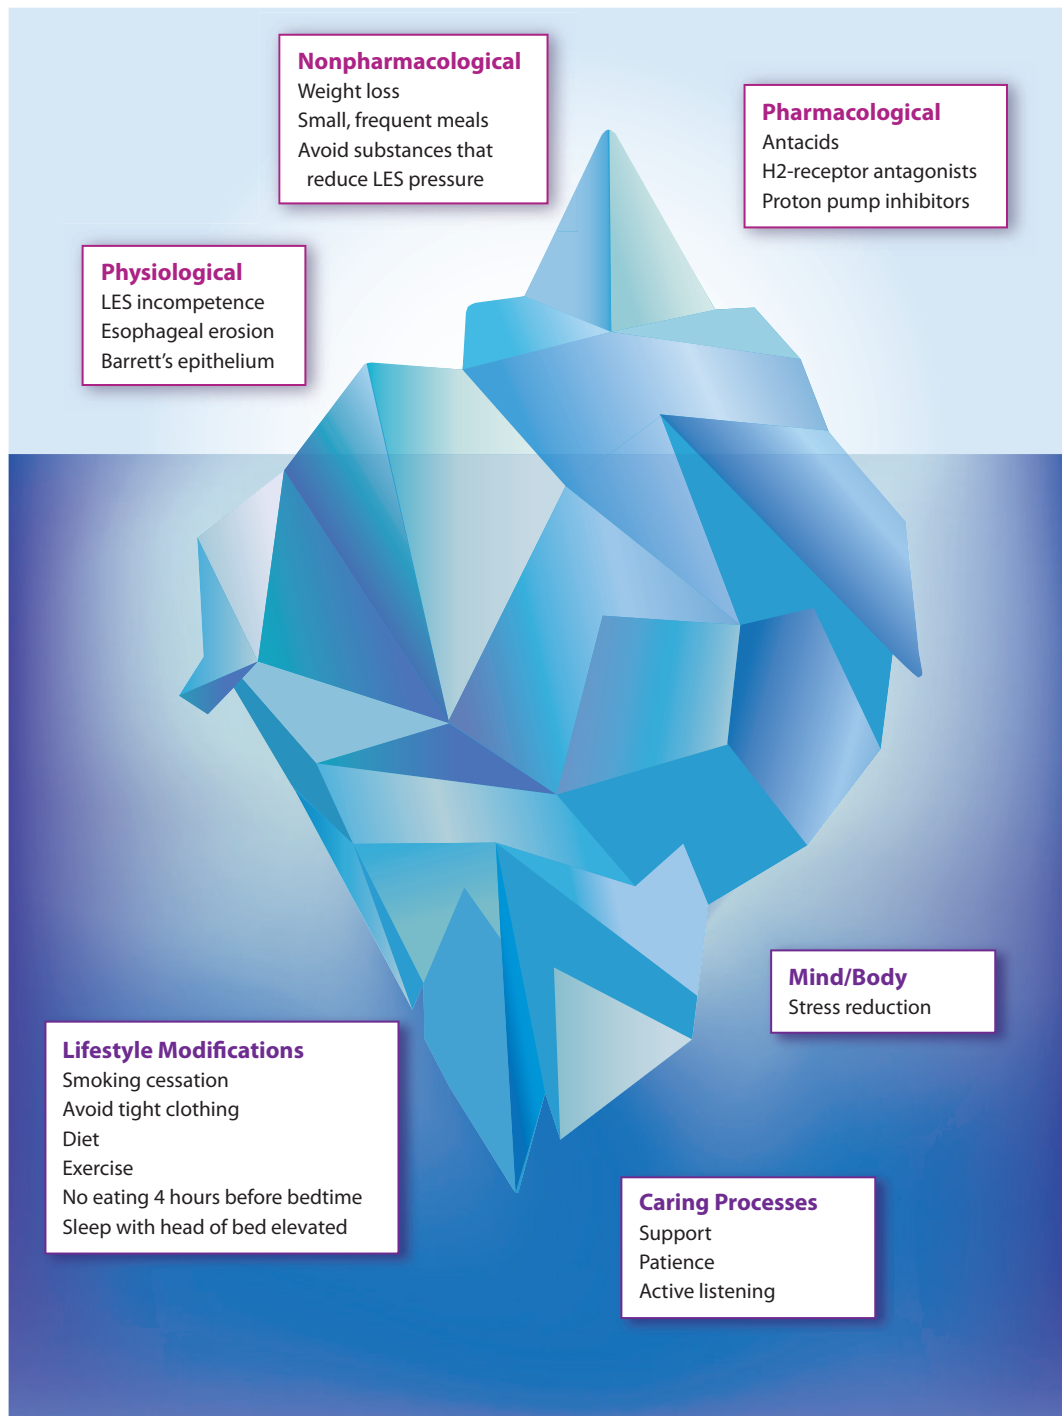 Nonpharmacological
Weight loss
Small, frequent meals
Avoid substances that
reduce LES pressure
Pharmacological
Antacids
H2-receptor antagonists
Proton pump inhibitors
Physiological
LES incompetence
Esophageal erosion
Barrett’s epithelium
Mind/Body
Stress reduction
Lifestyle Modifications
Smoking cessation
Avoid tight clothing
Diet
Exercise
No eating 4 hours before bedtime
Sleep with head of bed elevated
Caring Processes
Support
Patience
Active listening